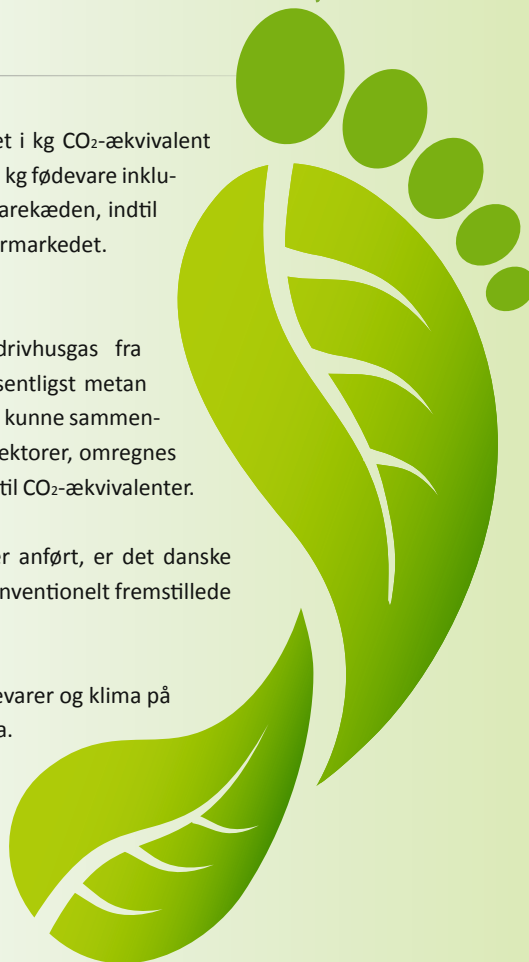 et i kg CO₂-ækvivalent
kg fødevare inklu-
arekæden, indtil
rmarkedet.
drivhusgas fra
sentligst metan
kunne sammen-
ektorer, omregnes
til CO₂-ækvivalenter.
er anført, er det danske
nventionelt fremstillede
evarer og klima på
a.